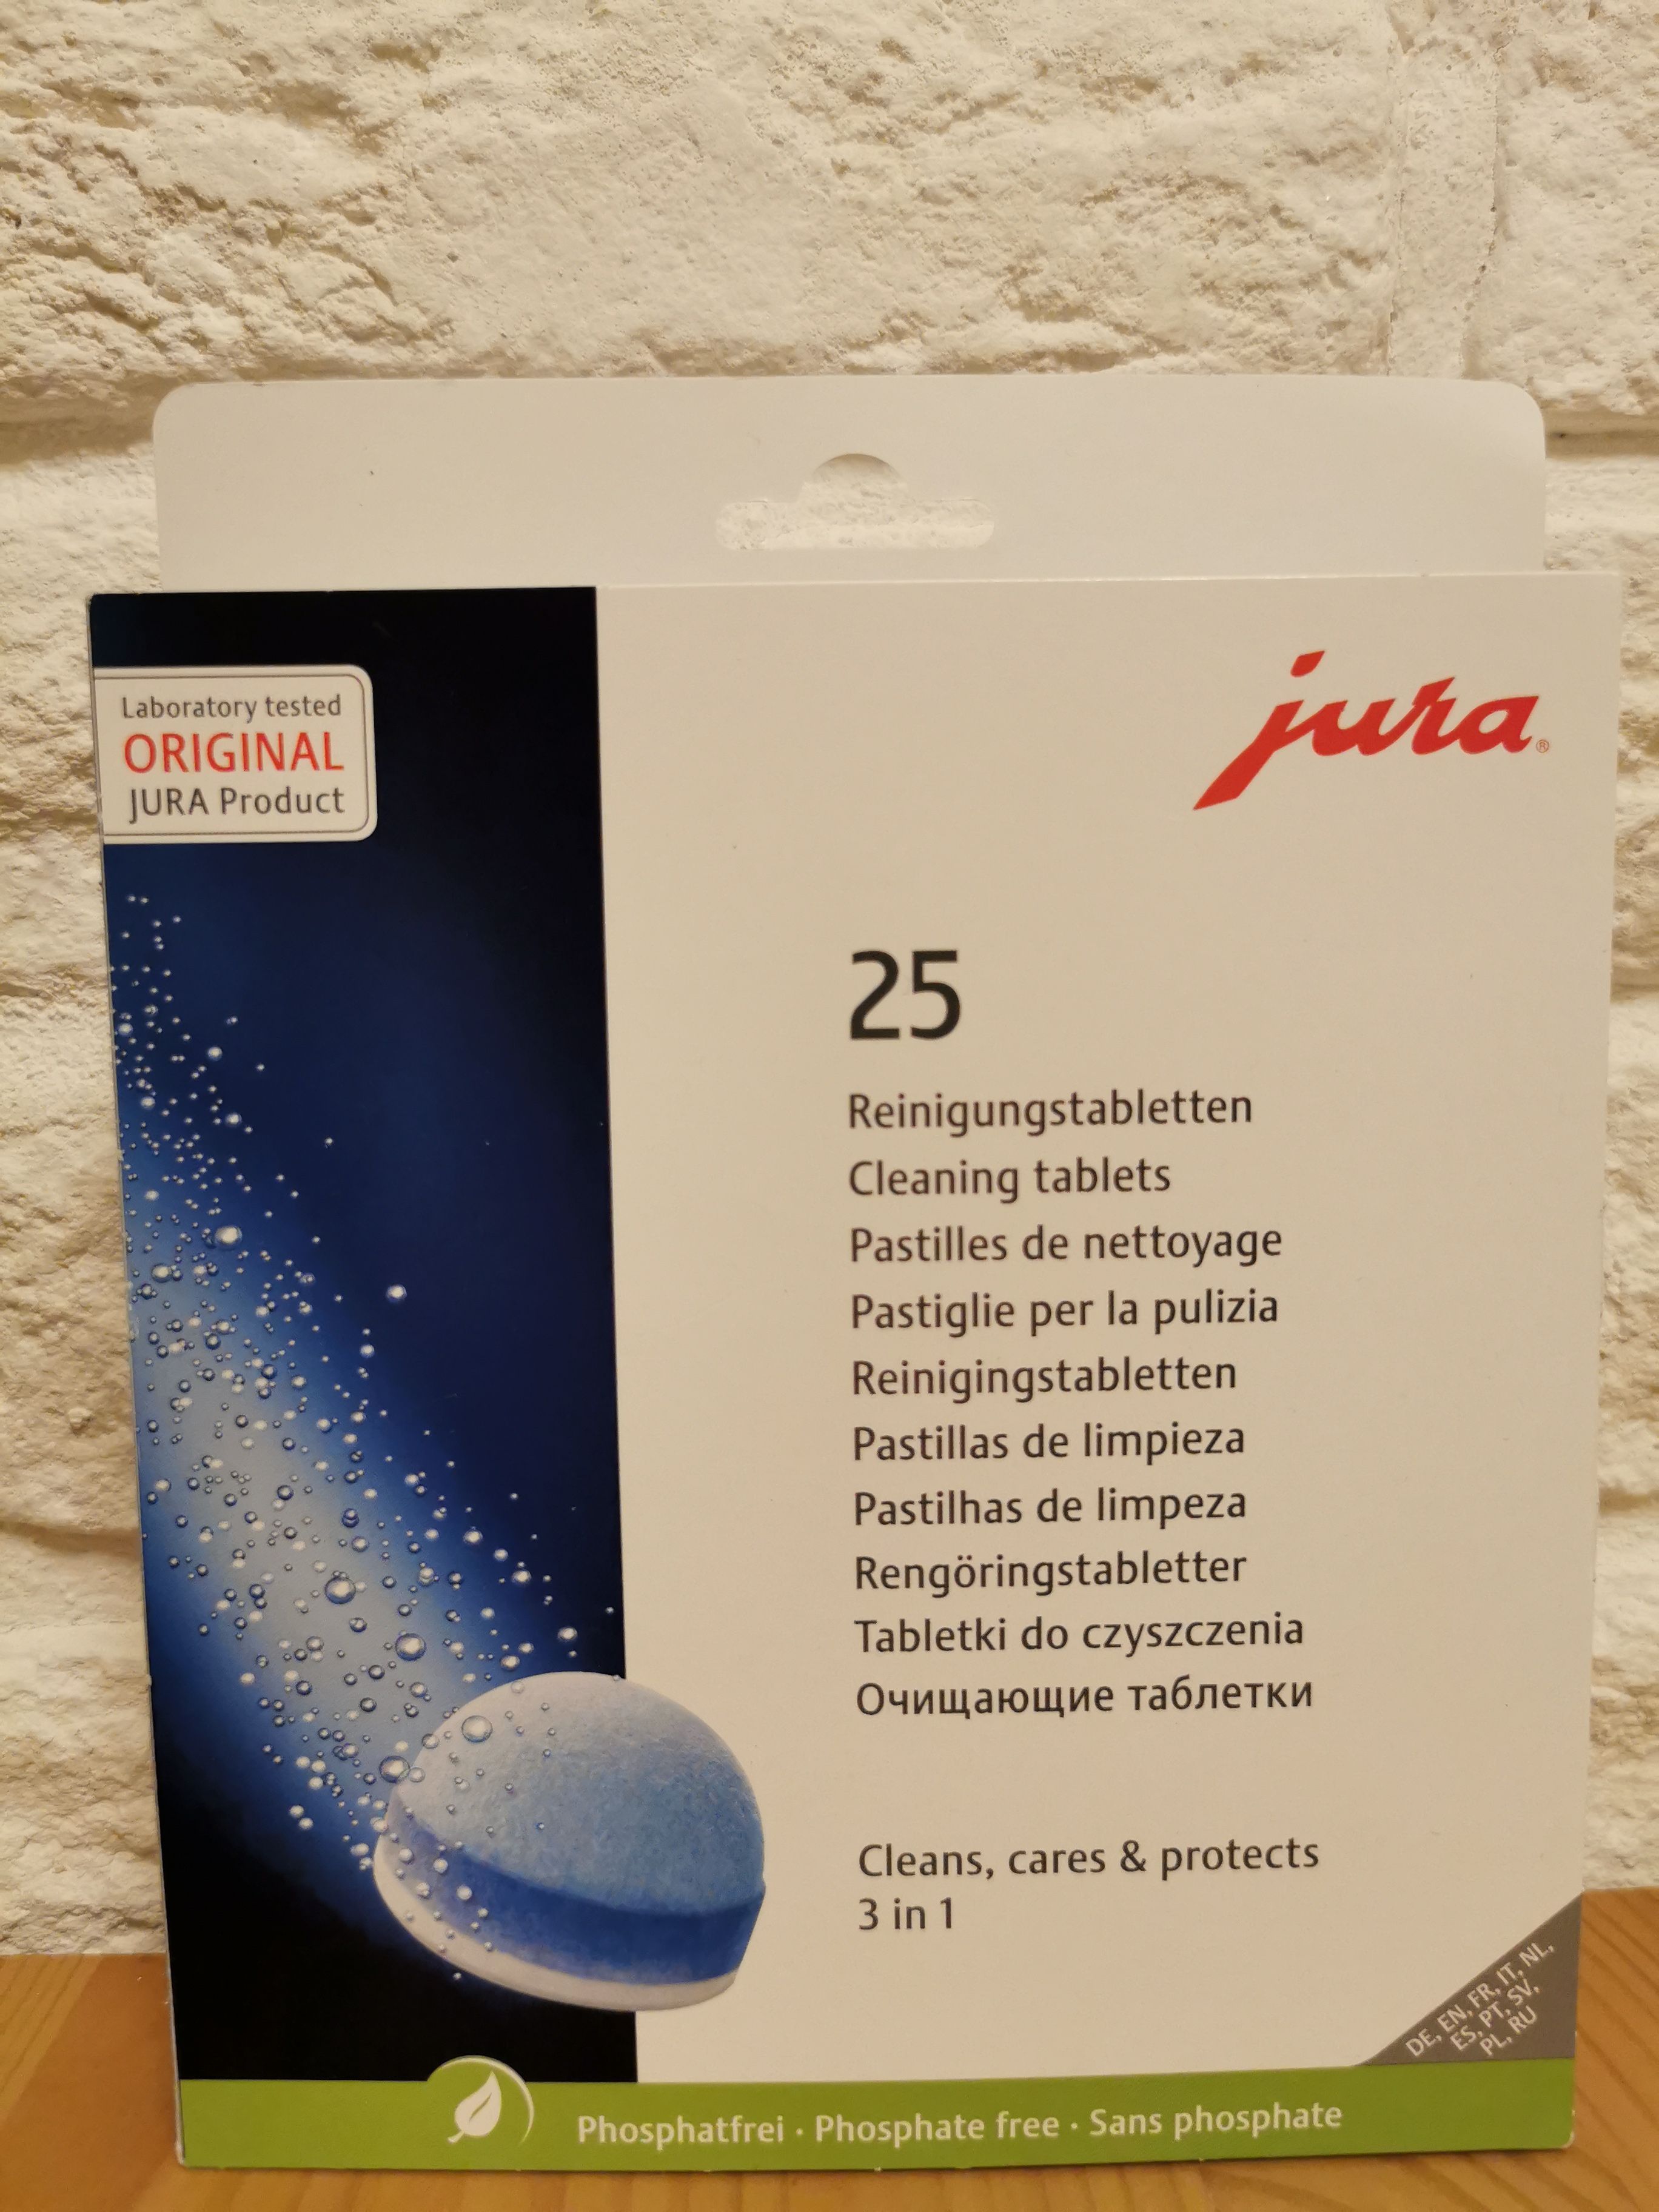 Laboratory tested
ORIGINAL
JURA Product
jura®
25
Reinigungstabletten
Cleaning tablets
Pastilles de nettoyage
Pastiglie per la pulizia
Reinigingstabletten
Pastillas de limpieza
Pastilhas de limpeza
Rengöringstabletter
Tabletki do czyszczenia
Очищающие таблетки
Cleans, cares & protects
3 in 1
DE, EN, FR, IT, NL,
ES, PT, SV,
PL, RU
Phosphatfrei · Phosphate free · Sans phosphate